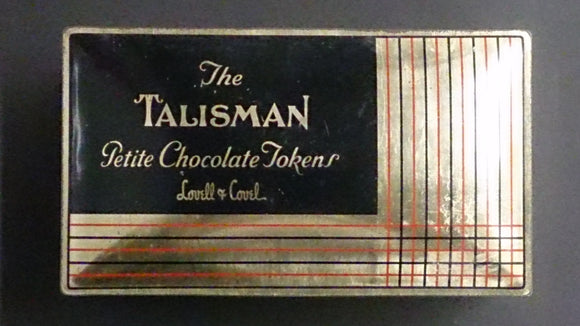 The
TALISMAN
Petite Chocolate Tokens
Lovell & Covel